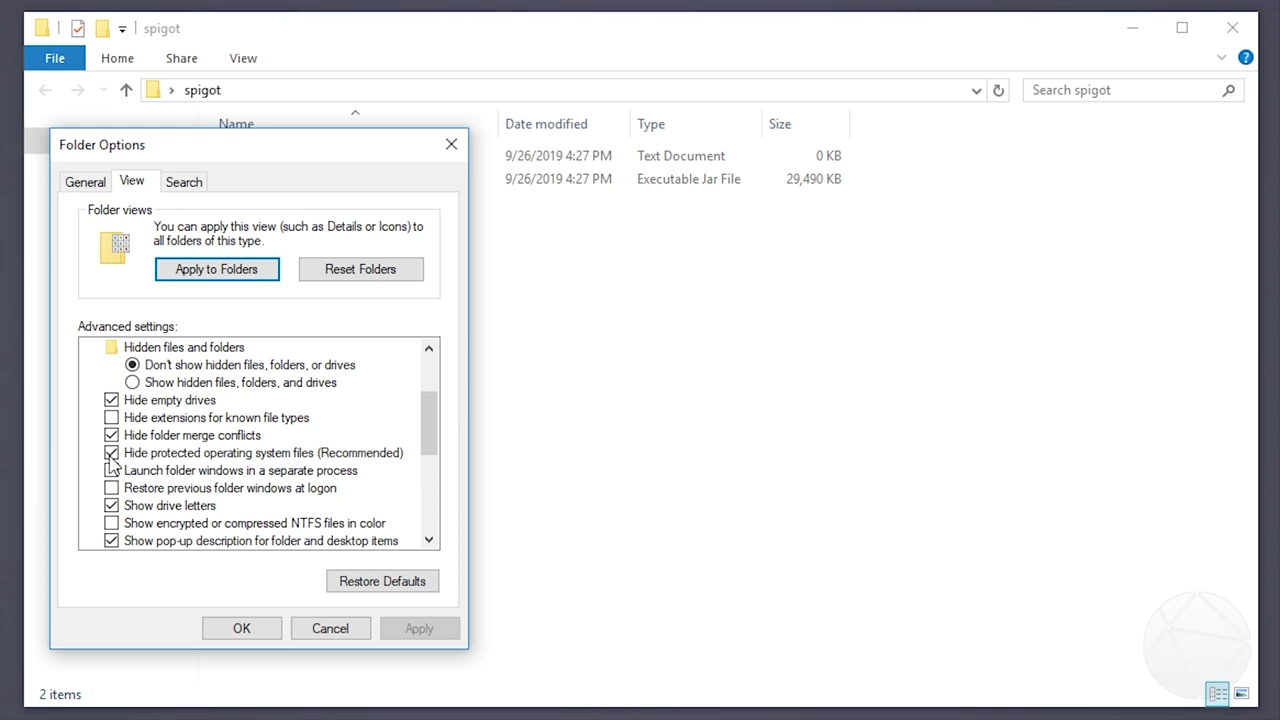 spigot
File Home Share View
spigot Search spigot
Name Date modified Type Size
9/26/2019 4:27 PM Text Document 0 KB
9/26/2019 4:27 PM Executable Jar File 29,490 KB
Folder Options
General View Search
Folder views
You can apply this view (such as Details or Icons) to
all folders of this type.
Apply to Folders Reset Folders
Advanced settings:
Hidden files and folders
Don't show hidden files, folders, or drives
Show hidden files, folders, and drives
Hide empty drives
Hide extensions for known file types
Hide folder merge conflicts
Hide protected operating system files (Recommended)
Launch folder windows in a separate process
Restore previous folder windows at logon
Show drive letters
Show encrypted or compressed NTFS files in color
Show pop-up description for folder and desktop items
Restore Defaults
OK Cancel Apply
2 items